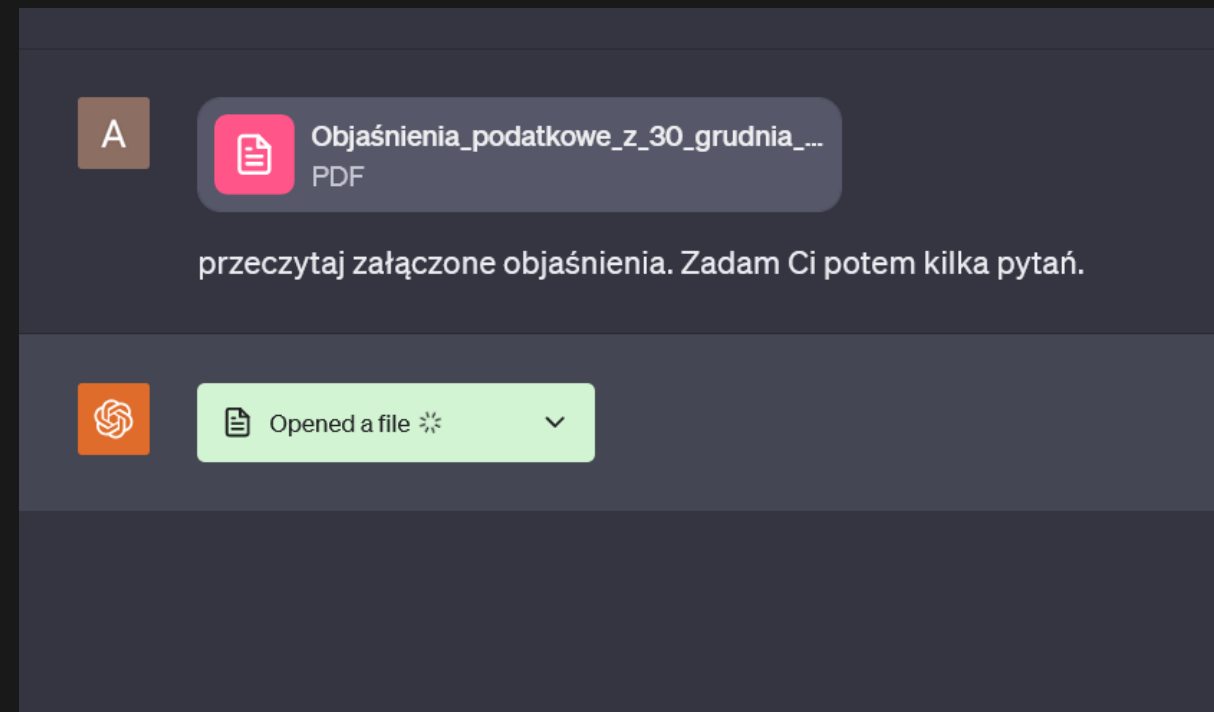 A
Objaśnienia_podatkowe_z_30_grudnia_...
PDF
przeczytaj załączone objaśnienia. Zadam Ci potem kilka pytań.
Opened a file